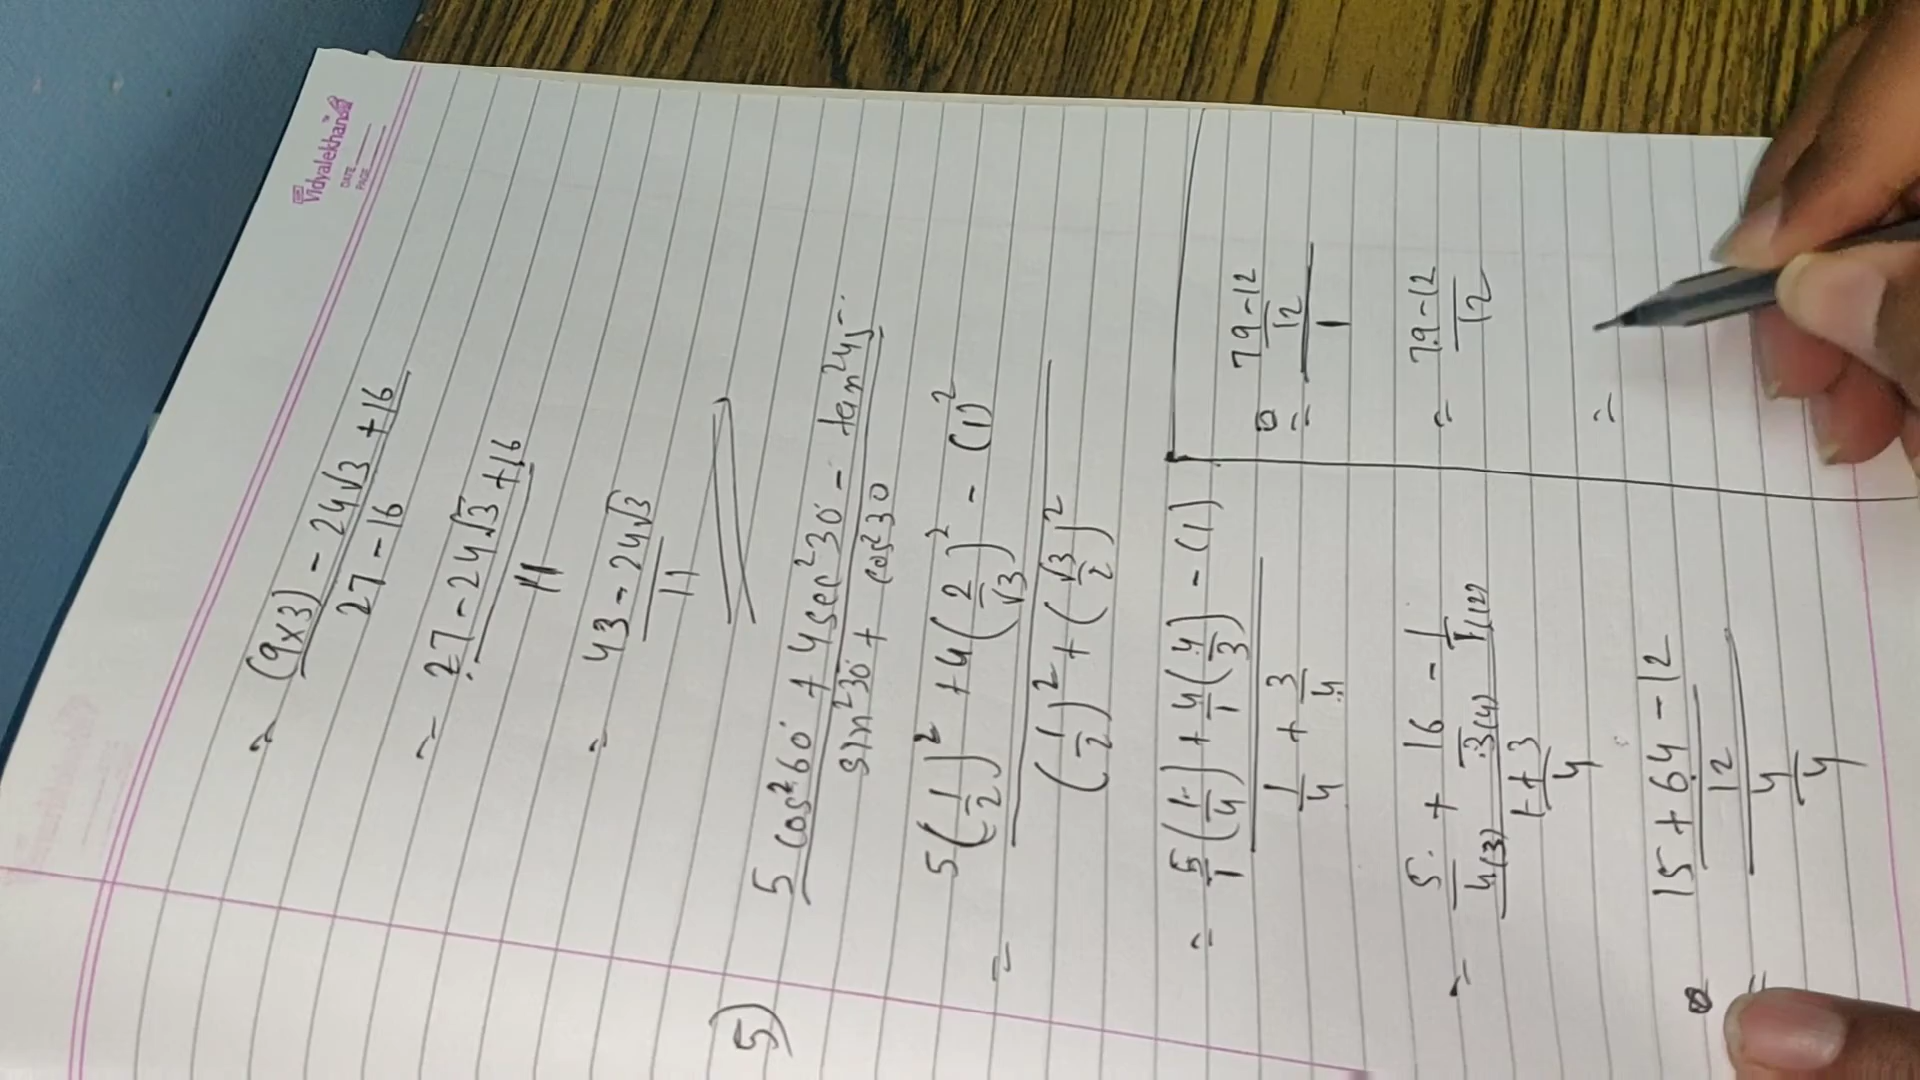 Vidyalekhan
DATE
PAGE
= (9×3) - 24√3 + 16
27 - 16
= 27 - 24√3 + 16
11
= 43 - 24√3
11
5) 5 cos²60° + 4 sec²30° - tan²45°
sin²30° + cos²30
= 5(1/2)² + 4(2/√3)² - (1)²
(1/2)² + (√3/2)²
= 5/1(1/4) + 4/1(4/3) - (1)
1/4 + 3/4
= 5/4(3) + 16/3(4) - 1/1(12)
1+3/4
= 15 + 64 - 12
12
4
4
= 79 - 12
12
1
= 79 - 12
12
=